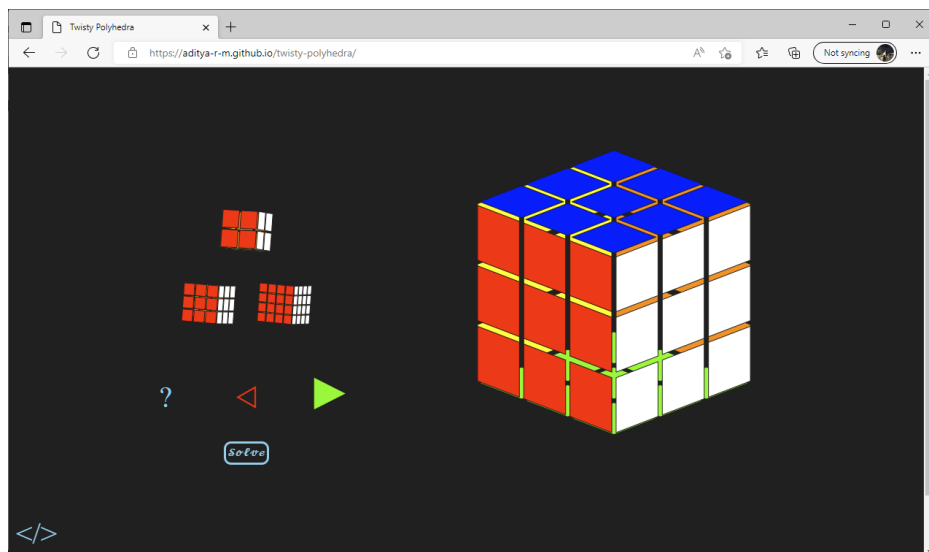 Twisty Polyhedra
https://aditya-r-m.github.io/twisty-polyhedra/
Not syncing
?
Solve
</>